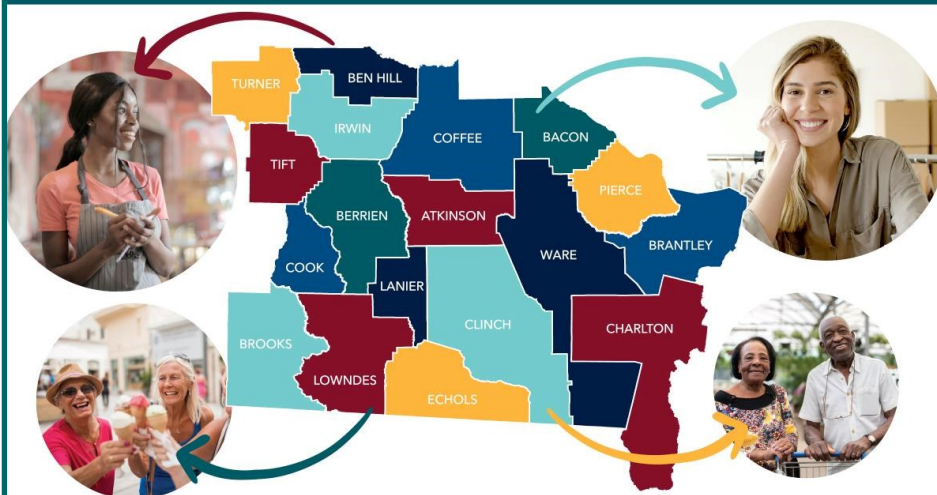 TURNER
BEN HILL
IRWIN
COFFEE
BACON
TIFT
PIERCE
BERRIEN
ATKINSON
BRANTLEY
COOK
WARE
LANIER
CLINCH
CHARLTON
BROOKS
LOWNDES
ECHOLS